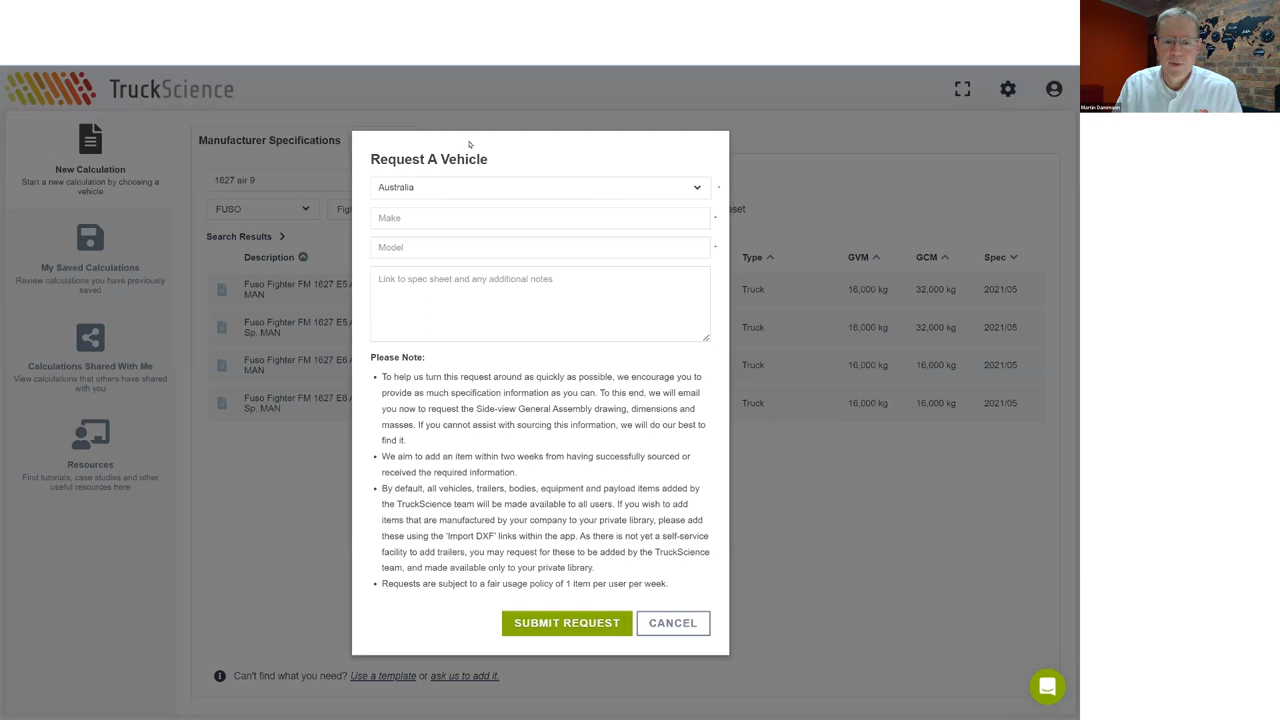 TruckScience
Martin Dammann
New Calculation
Start a new calculation by choosing a
vehicle
My Saved Calculations
Review calculations you have previously
saved
Calculations Shared With Me
View calculations that others have shared
with you
Resources
Find tutorials, case studies and other
useful resources here
Manufacturer Specifications
1627 air 9
FUSO
Figh
eset
Search Results
Description
Type
GVM
GCM
Spec
Fuso Fighter FM 1627 E5 A
MAN
Truck
16,000 kg
32,000 kg
2021/05
Fuso Fighter FM 1627 E5 A
Sp. MAN
Truck
16,000 kg
32,000 kg
2021/05
Fuso Fighter FM 1627 E6
MAN
Truck
16,000 kg
16,000 kg
2021/05
Fuso Fighter FM 1627 E6
Sp. MAN
Truck
16,000 kg
16,000 kg
2021/05
Can't find what you need? Use a template or ask us to add it.
Request A Vehicle
Australia
Make
Model
Link to spec sheet and any additional notes
Please Note:
• To help us turn this request around as quickly as possible, we encourage you to
provide as much specification information as you can. To this end, we will email
you now to request the Side-view General Assembly drawing, dimensions and
masses. If you cannot assist with sourcing this information, we will do our best to
find it.
• We aim to add an item within two weeks from having successfully sourced or
received the required information.
• By default, all vehicles, trailers, bodies, equipment and payload items added by
the TruckScience team will be made available to all users. If you wish to add
items that are manufactured by your company to your private library, please add
these using the 'Import DXF' links within the app. As there is not yet a self-service
facility to add trailers, you may request for these to be added by the TruckScience
team, and made available only to your private library.
• Requests are subject to a fair usage policy of 1 item per user per week.
SUBMIT REQUEST
CANCEL